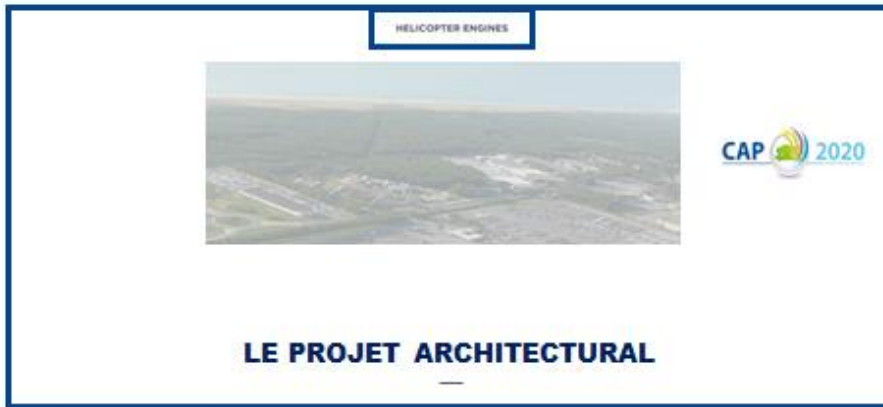 HELICOPTER ENGINES
CAP 2020
LE PROJET ARCHITECTURAL